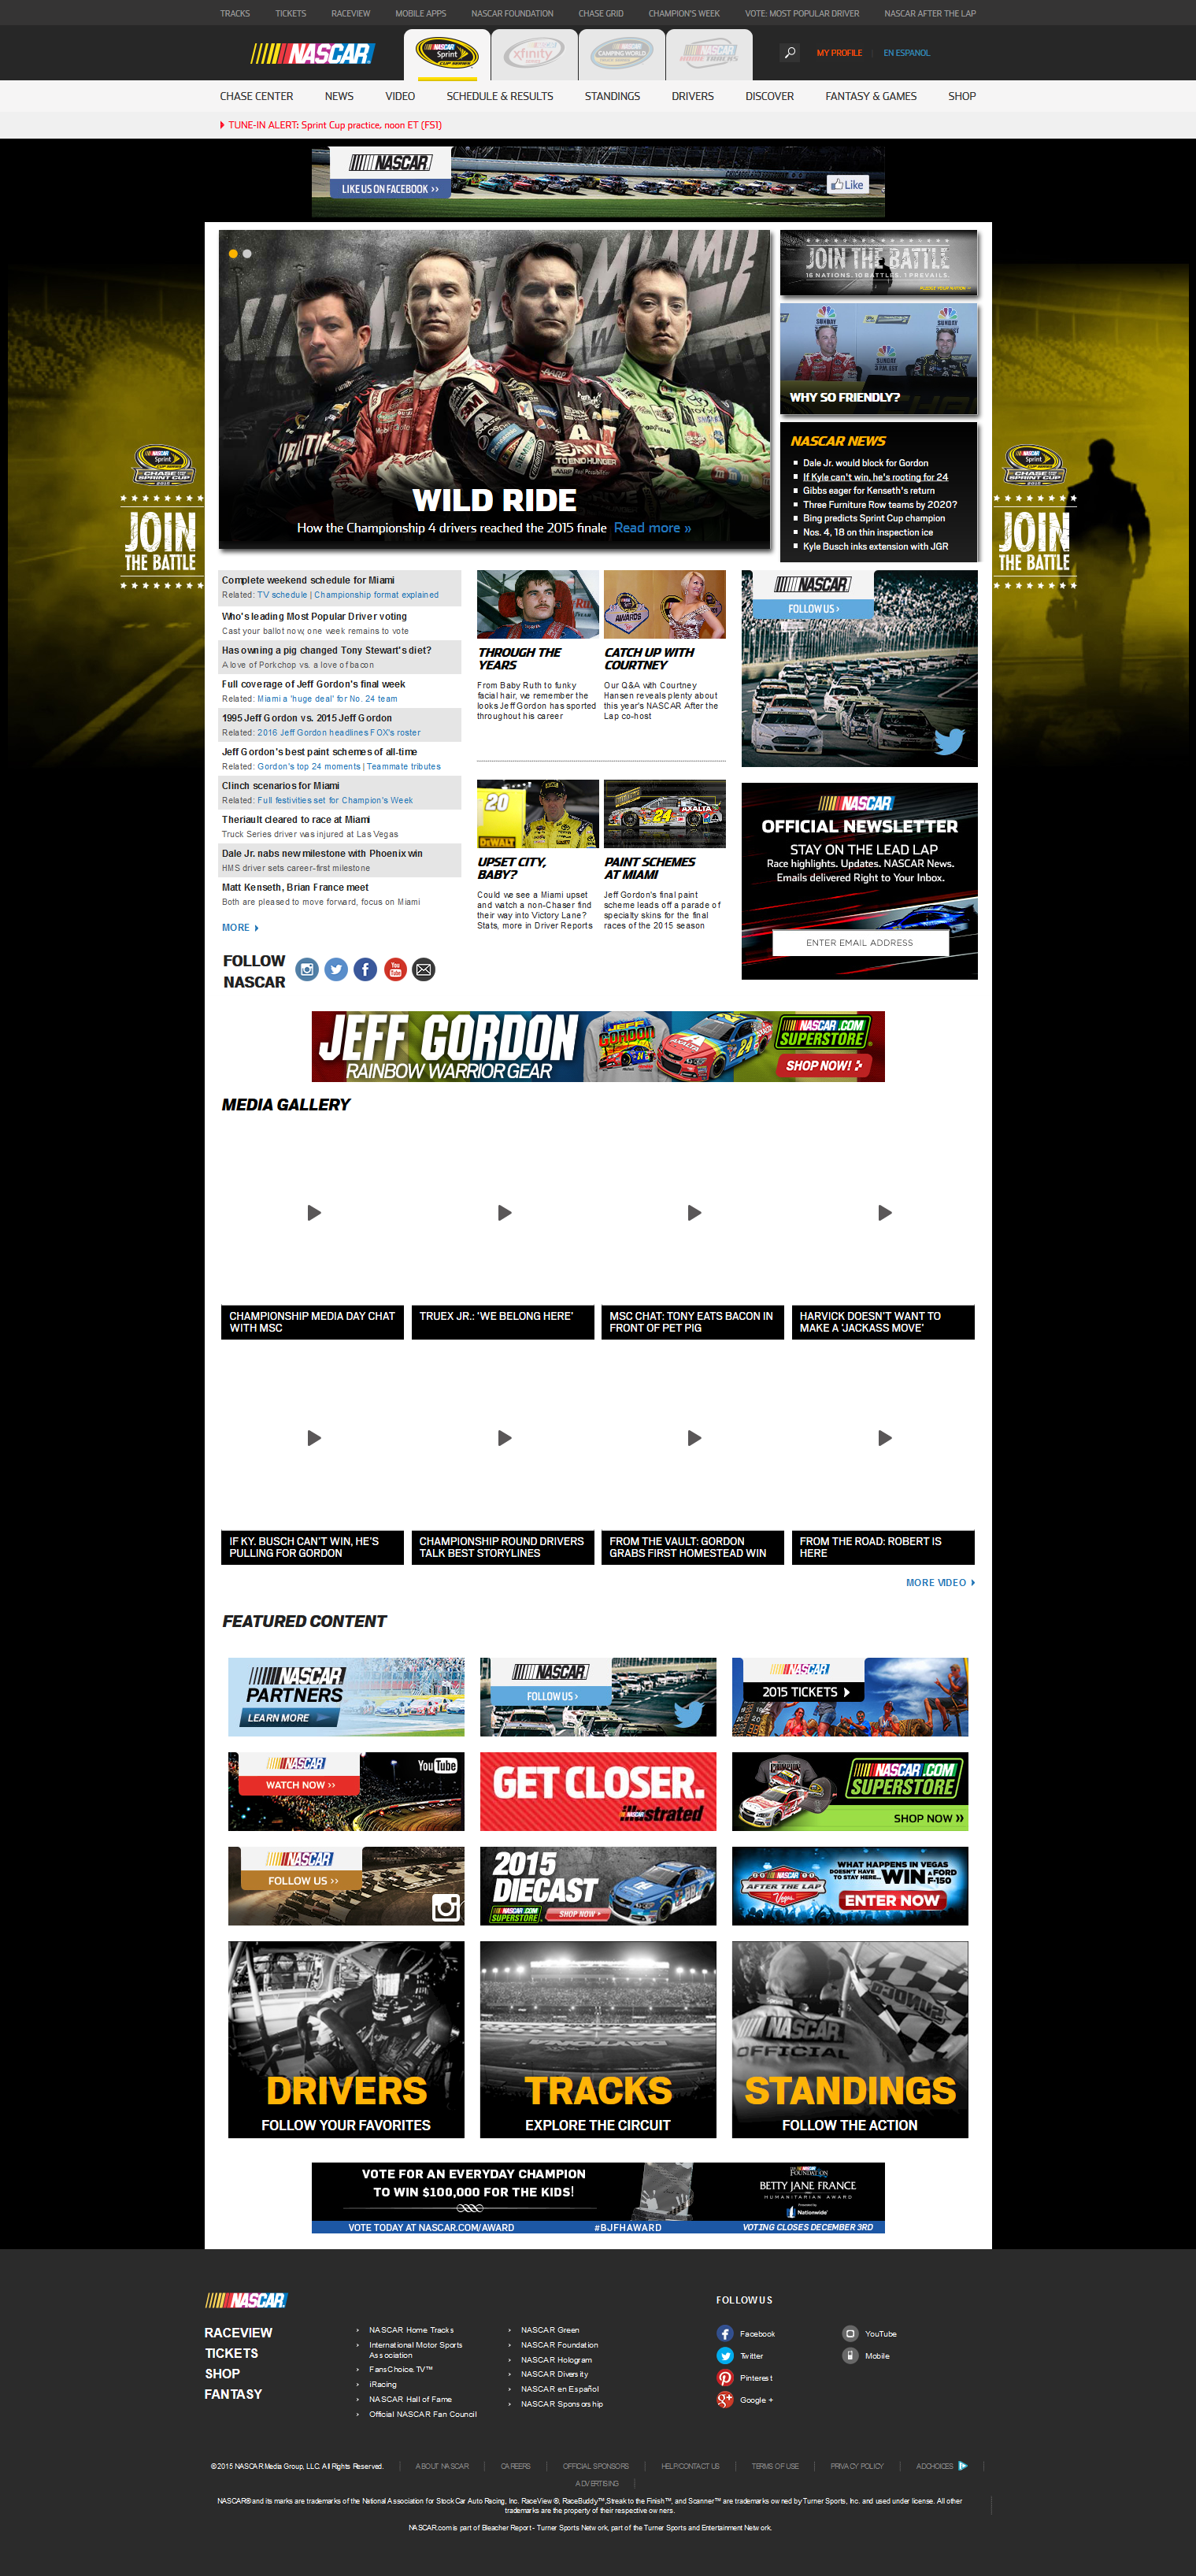 TRACKS TICKETS RACEVIEW MOBILE APPS NASCAR FOUNDATION CHASE GRID CHAMPION'S WEEK VOTE: MOST POPULAR DRIVER NASCAR AFTER THE LAP
NASCAR
NASCAR Sprint CUP SERIES
NASCAR xfinity SERIES
NASCAR CAMPING WORLD
NASCAR HOME TRACKS
MY PROFILE EN ESPANOL
CHASE CENTER NEWS VIDEO SCHEDULE & RESULTS STANDINGS DRIVERS DISCOVER FANTASY & GAMES SHOP
TUNE-IN ALERT: Sprint Cup practice, noon ET (FS1)
NASCAR
LIKE US ON FACEBOOK >>
Like
WILD RIDE
How the Championship 4 drivers reached the 2015 finale Read more »
JOIN THE BATTLE
16 NATIONS. 10 BATTLES. 1 PREVAILS.
WHY SO FRIENDLY?
NASCAR NEWS
Dale Jr. would block for Gordon
If Kyle can't win, he's rooting for 24
Gibbs eager for Kenseth's return
Three Furniture Row teams by 2020?
Bing predicts Sprint Cup champion
Nos. 4, 18 on thin inspection ice
Kyle Busch inks extension with JGR
JOIN
THE BATTLE
JOIN
THE BATTLE
Complete weekend schedule for Miami
Related: TV schedule | Championship format explained
Who's leading Most Popular Driver voting
Cast your ballot now, one week remains to vote
Has owning a pig changed Tony Stewart's diet?
A love of Porkchop vs. a love of bacon
Full coverage of Jeff Gordon's final week
Related: Miami a 'huge deal' for No. 24 team
1995 Jeff Gordon vs. 2015 Jeff Gordon
Related: 2016 Jeff Gordon headlines FOX's roster
Jeff Gordon's best paint schemes of all-time
Related: Gordon's top 24 moments | Teammate tributes
Clinch scenarios for Miami
Related: Full festivities set for Champion's Week
Theriault cleared to race at Miami
Truck Series driver was injured at Las Vegas
Dale Jr. nabs new milestone with Phoenix win
HMS driver sets career-first milestone
Matt Kenseth, Brian France meet
Both are pleased to move forward, focus on Miami
MORE
FOLLOW
NASCAR
THROUGH THE
YEARS
From Baby Ruth to funky
facial hair, we remember the
looks Jeff Gordon has sported
throughout his career
CATCH UP WITH
COURTNEY
Our Q&A with Courtney
Hansen reveals plenty about
this year's NASCAR After the
Lap co-host
20
DEWALT
UPSET CITY,
BABY?
Could we see a Miami upset
and watch a non-Chaser find
their way into Victory Lane?
Stats, more in Driver Reports
24
AXALTA
PAINT SCHEMES
AT MIAMI
Jeff Gordon's final paint
scheme leads off a parade of
specialty skins for the final
races of the 2015 season
NASCAR
FOLLOW US >
NASCAR
OFFICIAL NEWSLETTER
STAY ON THE LEAD LAP
Race highlights. Updates. NASCAR News.
Emails delivered Right to Your Inbox.
ENTER EMAIL ADDRESS
JEFF GORDON
RAINBOW WARRIOR GEAR
NASCAR.COM
SUPERSTORE
SHOP NOW!
MEDIA GALLERY
CHAMPIONSHIP MEDIA DAY CHAT
WITH MSC
TRUEX JR.: 'WE BELONG HERE'
MSC CHAT: TONY EATS BACON IN
FRONT OF PET PIG
HARVICK DOESN'T WANT TO
MAKE A 'JACKASS MOVE'
IF KY. BUSCH CAN'T WIN, HE'S
PULLING FOR GORDON
CHAMPIONSHIP ROUND DRIVERS
TALK BEST STORYLINES
FROM THE VAULT: GORDON
GRABS FIRST HOMESTEAD WIN
FROM THE ROAD: ROBERT IS
HERE
MORE VIDEO
FEATURED CONTENT
NASCAR
PARTNERS
LEARN MORE
NASCAR
FOLLOW US >
NASCAR
2015 TICKETS
NASCAR
WATCH NOW >>
YouTube
GET CLOSER.
NASCAR illustrated
NASCAR.COM
SUPERSTORE
SHOP NOW
NASCAR
FOLLOW US >>
2015
DIECAST
NASCAR.COM
SUPERSTORE
SHOP NOW
NASCAR
AFTER THE LAP
Vegas
WHAT HAPPENS IN VEGAS
DOESN'T HAVE TO STAY HERE... WIN A FORD F-150
ENTER NOW
DRIVERS
FOLLOW YOUR FAVORITES
TRACKS
EXPLORE THE CIRCUIT
NASCAR
OFFICIAL
STANDINGS
FOLLOW THE ACTION
VOTE FOR AN EVERYDAY CHAMPION
TO WIN $100,000 FOR THE KIDS!
NASCAR FOUNDATION
BETTY JANE FRANCE
HUMANITARIAN AWARD
Nationwide
VOTE TODAY AT NASCAR.COM/AWARD #BJFHAWARD VOTING CLOSES DECEMBER 3RD
NASCAR
RACEVIEW
TICKETS
SHOP
FANTASY
NASCAR Home Tracks
International Motor Sports
Association
FansChoice.TV™
iRacing
NASCAR Hall of Fame
Official NASCAR Fan Council
NASCAR Green
NASCAR Foundation
NASCAR Hologram
NASCAR Diversity
NASCAR en Español
NASCAR Sponsorship
FOLLOW US
Facebook
Twitter
Pinterest
Google +
YouTube
Mobile
© 2015 NASCAR Media Group, LLC. All Rights Reserved. ABOUT NASCAR CAREERS OFFICIAL SPONSORS HELP/CONTACT US TERMS OF USE PRIVACY POLICY ADCHOICES
ADVERTISING
NASCAR® and its marks are trademarks of the National Association for Stock Car Auto Racing, Inc. RaceView ®, RaceBuddy™,Streak to the Finish™, and Scanner™ are trademarks owned by Turner Sports, Inc. and used under license. All other
trademarks are the property of their respective owners.
NASCAR.com is part of Bleacher Report - Turner Sports Network, part of the Turner Sports and Entertainment Network.